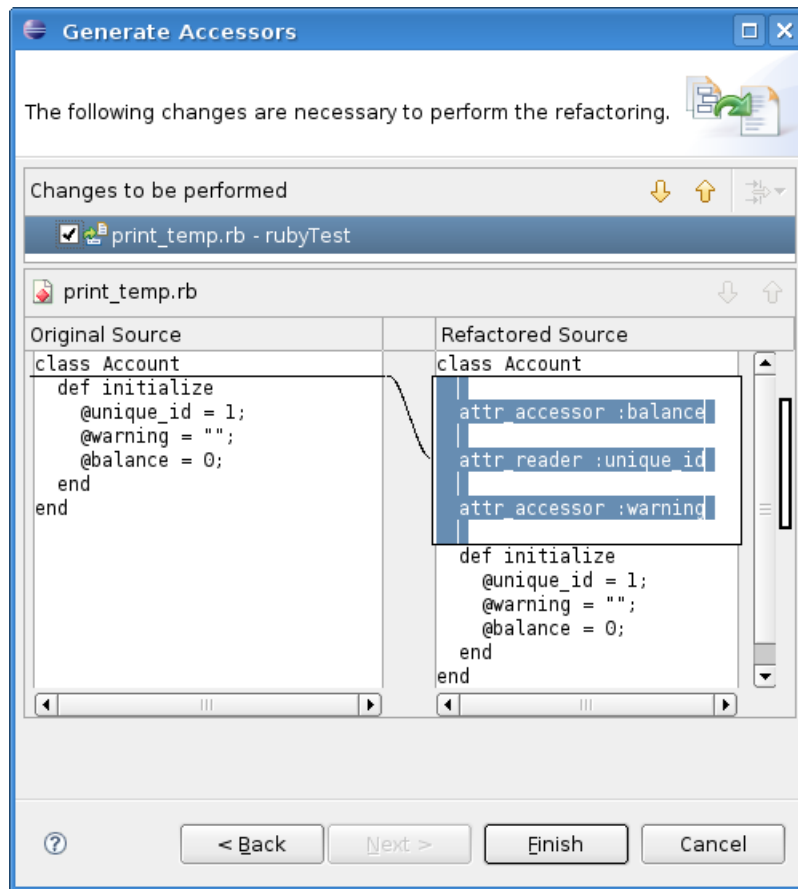 Generate Accessors
The following changes are necessary to perform the refactoring.
Changes to be performed
print_temp.rb - rubyTest
print_temp.rb
Original Source
class Account
  def initialize
    @unique_id = 1;
    @warning = "";
    @balance = 0;
  end
end
Refactored Source
class Account
  attr_accessor :balance
  attr_reader :unique_id
  attr_accessor :warning
  def initialize
    @unique_id = 1;
    @warning = "";
    @balance = 0;
  end
end
?
< Back
Next >
Finish
Cancel